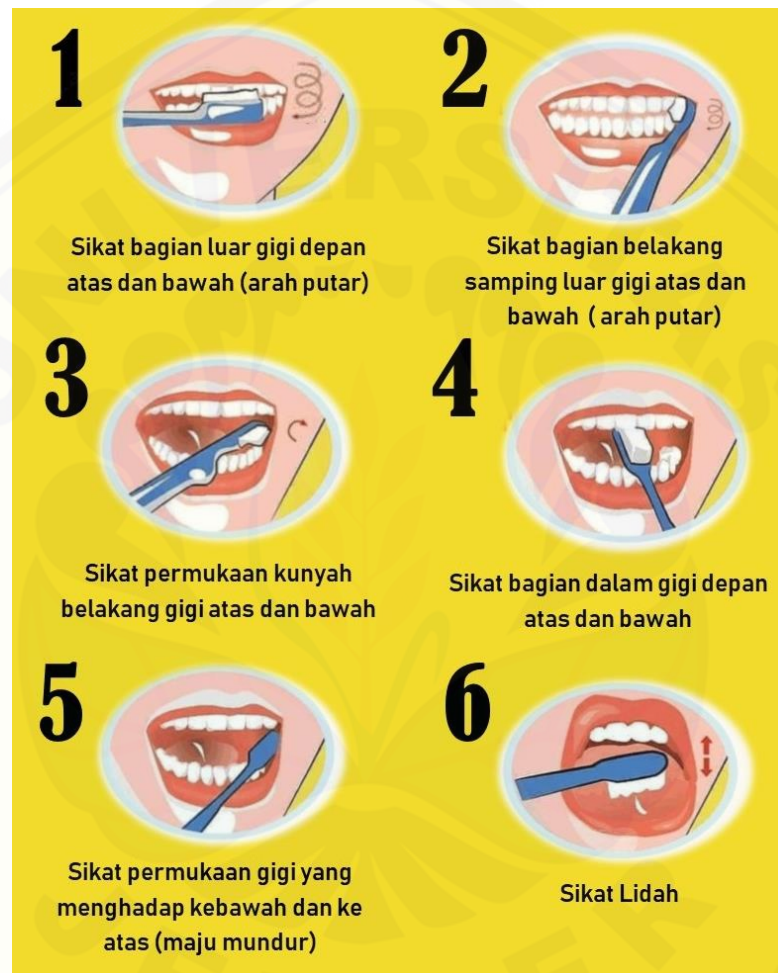 1
Sikat bagian luar gigi depan
atas dan bawah (arah putar)
2
Sikat bagian belakang
samping luar gigi atas dan
bawah ( arah putar)
3
Sikat permukaan kunyah
belakang gigi atas dan bawah
4
Sikat bagian dalam gigi depan
atas dan bawah
5
Sikat permukaan gigi yang
menghadap kebawah dan ke
atas (maju mundur)
6
Sikat Lidah